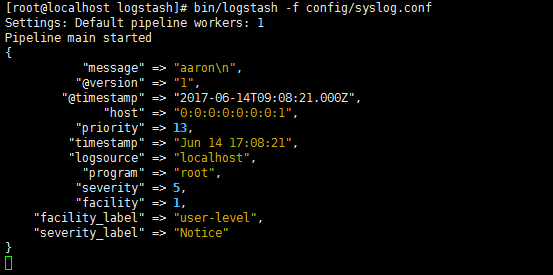 [root@localhost logstash]# bin/logstash -f config/syslog.conf
Settings: Default pipeline workers: 1
Pipeline main started
{
"message" => "aaron\n",
"@version" => "1",
"@timestamp" => "2017-06-14T09:08:21.000Z",
"host" => "0:0:0:0:0:0:0:1",
"priority" => 13,
"timestamp" => "Jun 14 17:08:21",
"logsource" => "localhost",
"program" => "root",
"severity" => 5,
"facility" => 1,
"facility_label" => "user-level",
"severity_label" => "Notice"
}